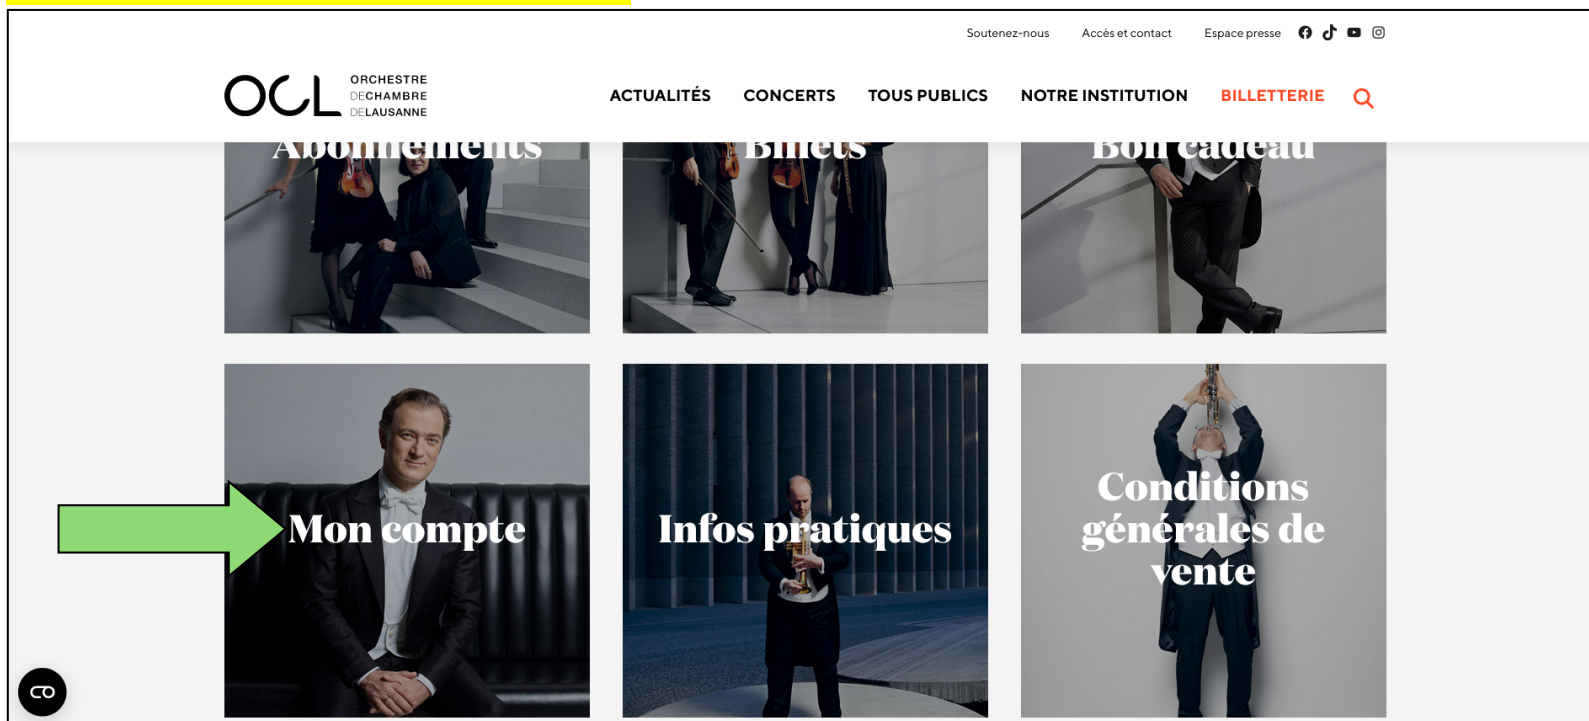 Soutenez-nous Accès et contact Espace presse
OCL ORCHESTRE
DECHAMBRE
DELAUSANNE
ACTUALITÉS CONCERTS TOUS PUBLICS NOTRE INSTITUTION BILLETTERIE
Abonnements Billets Bon cadeau
Mon compte
Infos pratiques
Conditions
générales de
vente